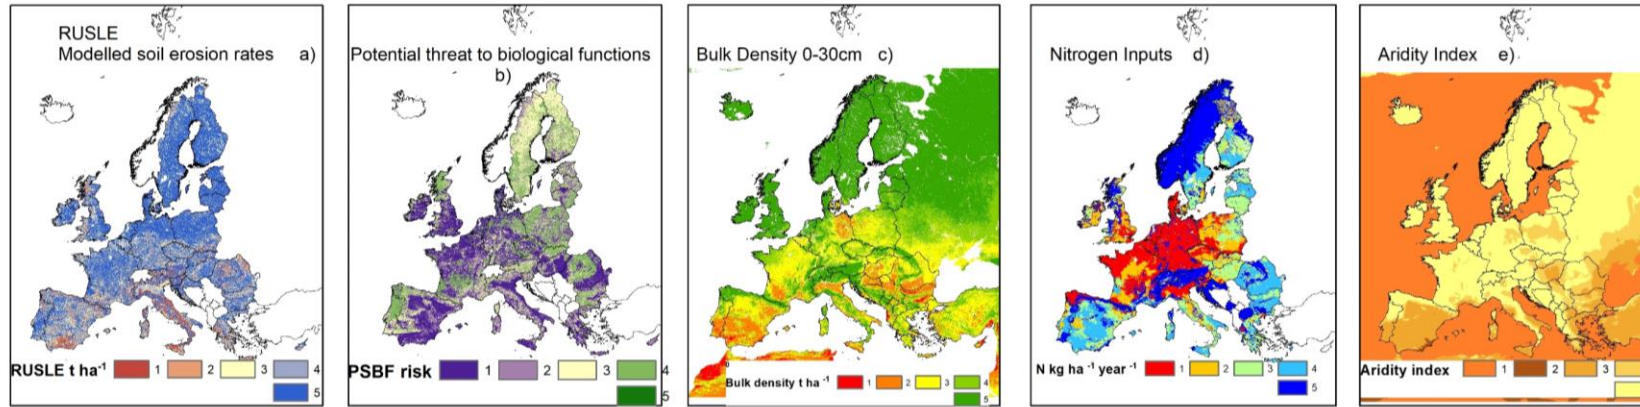 RUSLE
Modelled soil erosion rates a)
Potential threat to biological functions
b)
Bulk Density 0-30cm c)
Nitrogen Inputs d)
Aridity Index e)
RUSLE t ha⁻¹ 1 2 3 4
5
PSBF risk 1 2 3 4
5
Bulk density t ha ⁻¹ 1 2 3 4
5
N kg ha ⁻¹ year ⁻¹ 1 2 3 4
5
Aridity index 1 2 3